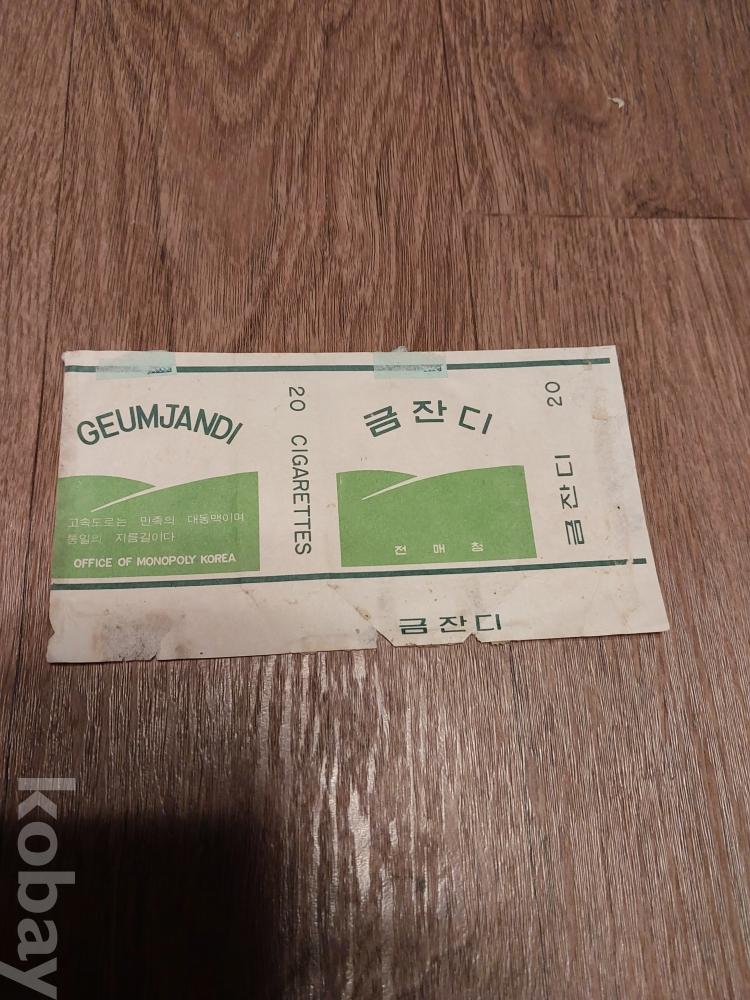 GEUMJANDI
고속도로는 민족의 대동맥이며
통일의 지름길이다
OFFICE OF MONOPOLY KOREA
20 CIGARETTES
금잔디
전매청
20
금잔디
금잔디
kobay